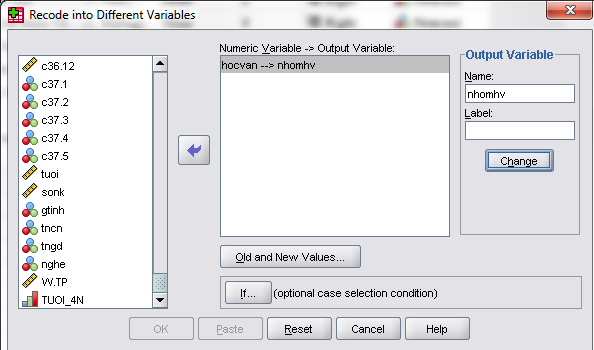 Recode into Different Variables
c36.12
c37.1
c37.2
c37.3
c37.4
c37.5
tuoi
sonk
gtinh
tncn
tngd
nghe
W.TP
TUOI_4N
Numeric Variable -> Output Variable:
hocvan --> nhomhv
Old and New Values...
If... (optional case selection condition)
Output Variable
Name:
nhomhv
Label:
Change
OK Paste Reset Cancel Help